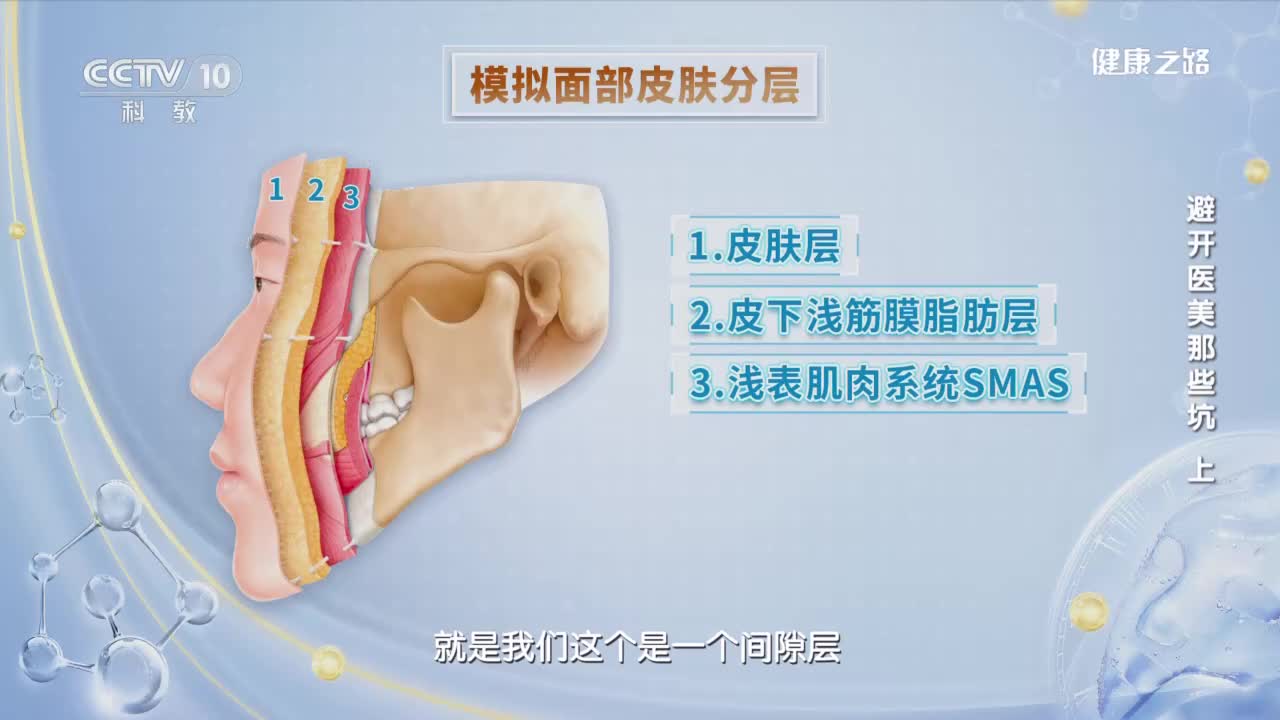 CCTV 10
科 教
模拟面部皮肤分层
健康之路
1 2 3
1.皮肤层
2.皮下浅筋膜脂肪层
3.浅表肌肉系统SMAS
避开医美那些坑 上
就是我们这个是一个间隙层